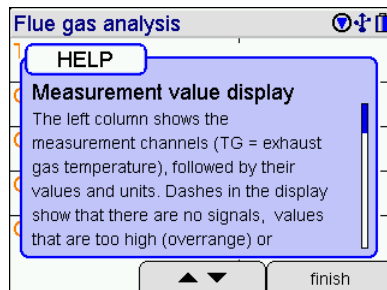 Flue gas analysis
HELP
Measurement value display
The left column shows the
measurement channels (TG = exhaust
gas temperature), followed by their
values and units. Dashes in the display
show that there are no signals, values
that are too high (overrange) or
finish